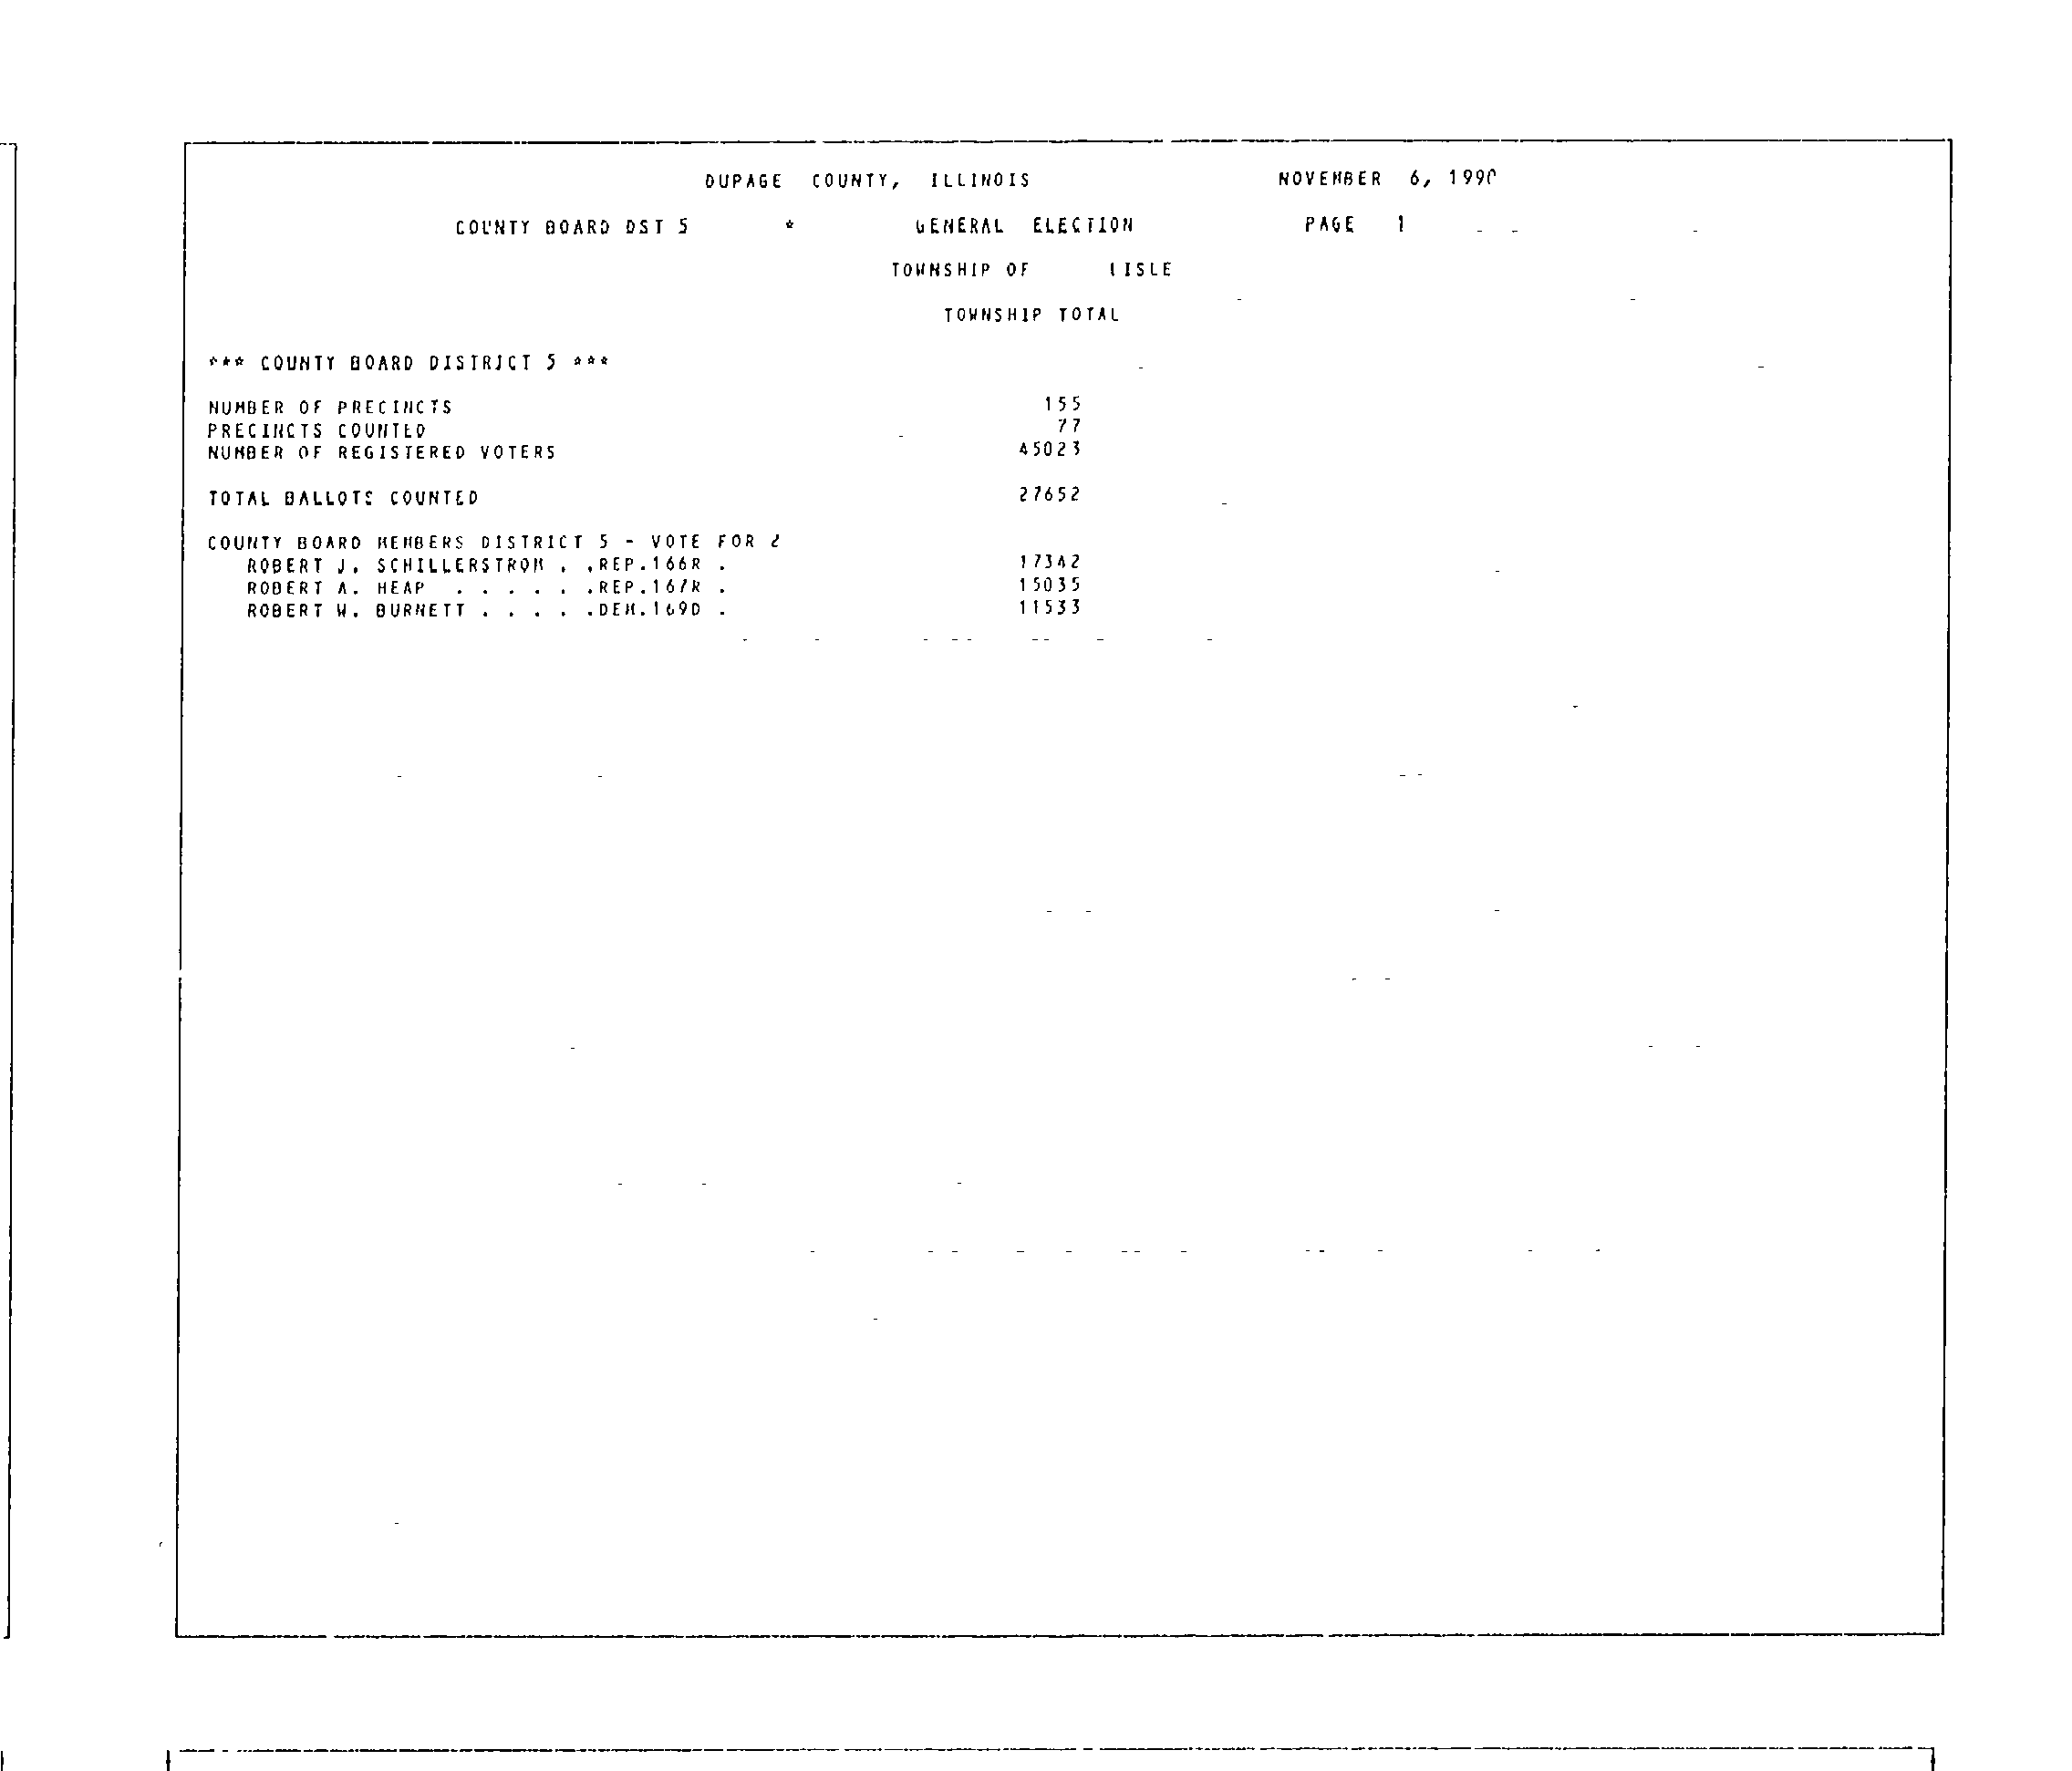 DUPAGE COUNTY, ILLINOIS NOVEMBER 6, 1990
COUNTY BOARD DST 5 * GENERAL ELECTION PAGE 1
TOWNSHIP OF LISLE
TOWNSHIP TOTAL
*** COUNTY BOARD DISTRICT 5 ***
NUMBER OF PRECINCTS 155
PRECINCTS COUNTED 77
NUMBER OF REGISTERED VOTERS 45023
TOTAL BALLOTS COUNTED 27652
COUNTY BOARD MEMBERS DISTRICT 5 - VOTE FOR 2
ROBERT J. SCHILLERSTROM . .REP.166R . 17342
ROBERT A. HEAP . . . . . .REP.167R . 15035
ROBERT W. BURNETT . . . . .DEM.169D . 11533